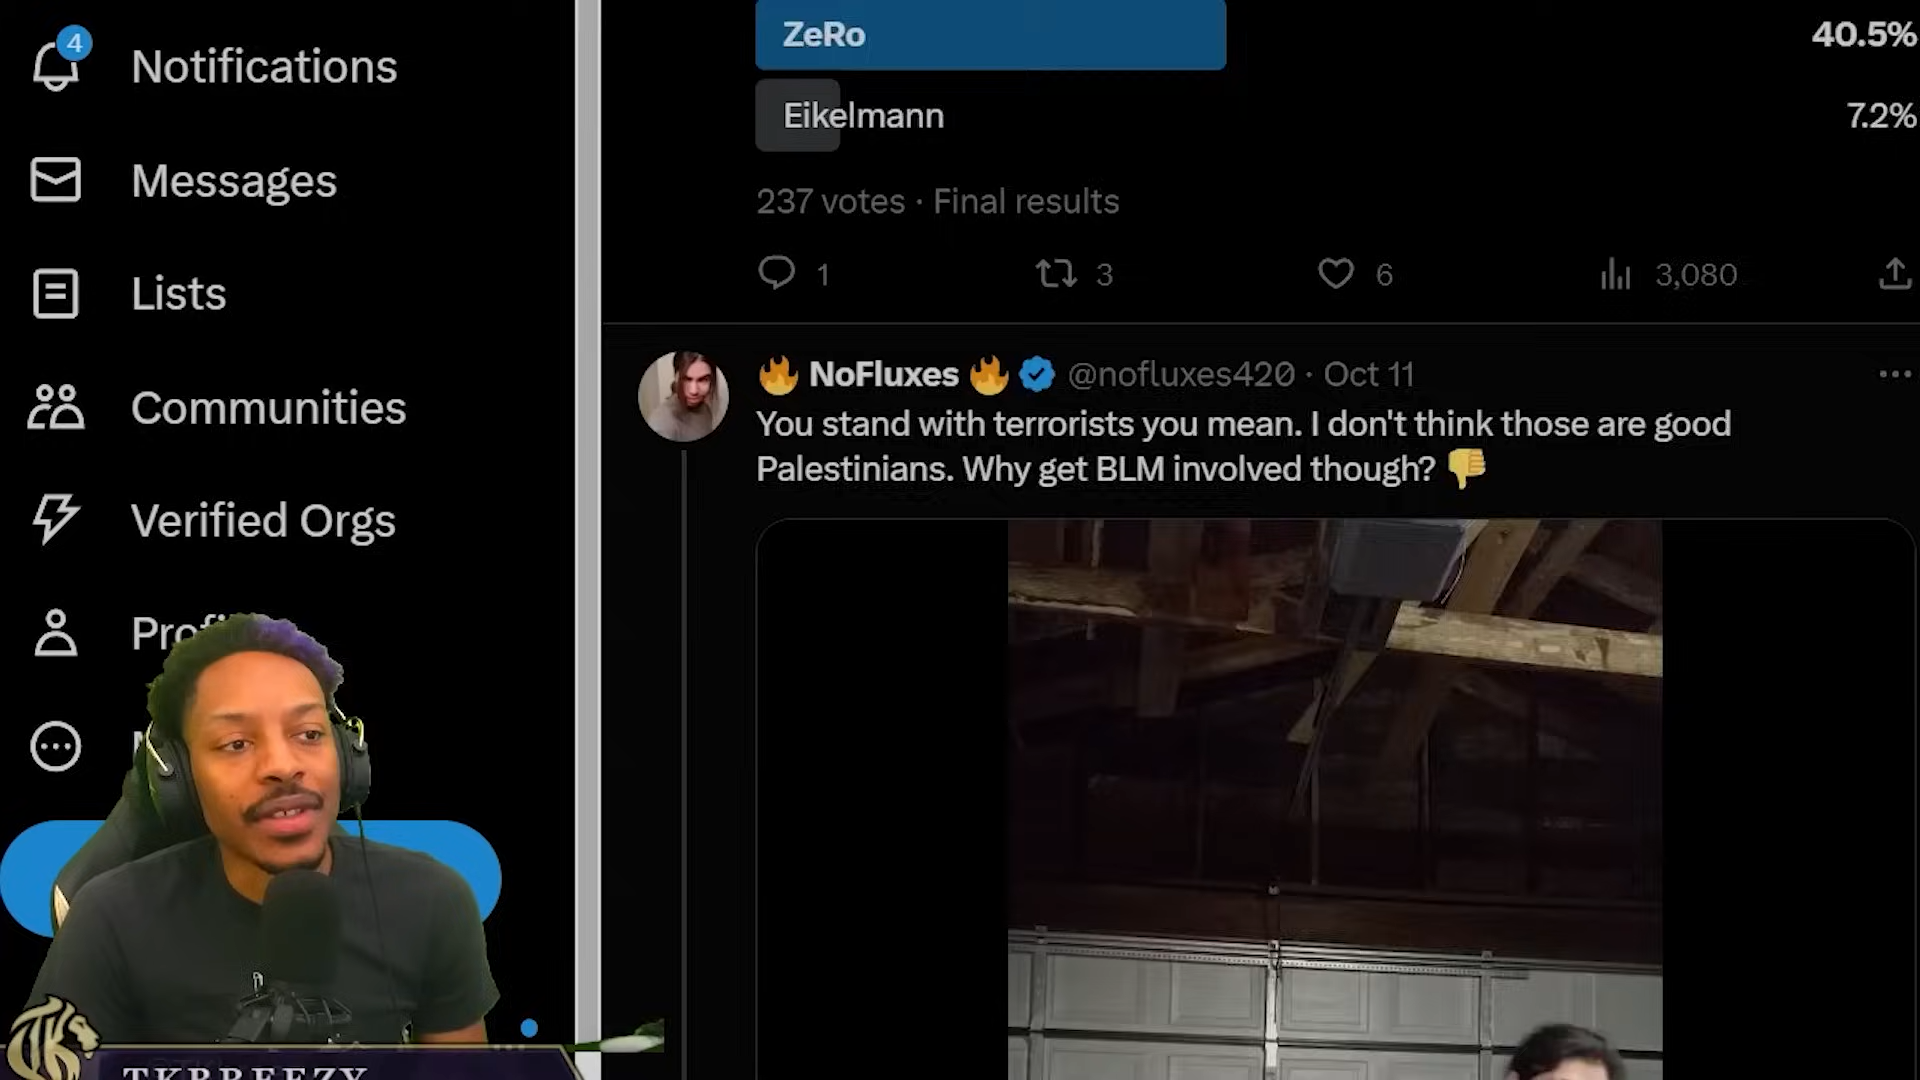 4
Notifications
Messages
Lists
Communities
Verified Orgs
ZeRo 40.5%
Eikelmann 7.2%
237 votes · Final results
1 3 6 3,080
🔥 NoFluxes 🔥 @nofluxes420 · Oct 11
You stand with terrorists you mean. I don't think those are good
Palestinians. Why get BLM involved though? 👎
TK
TKBREEZY